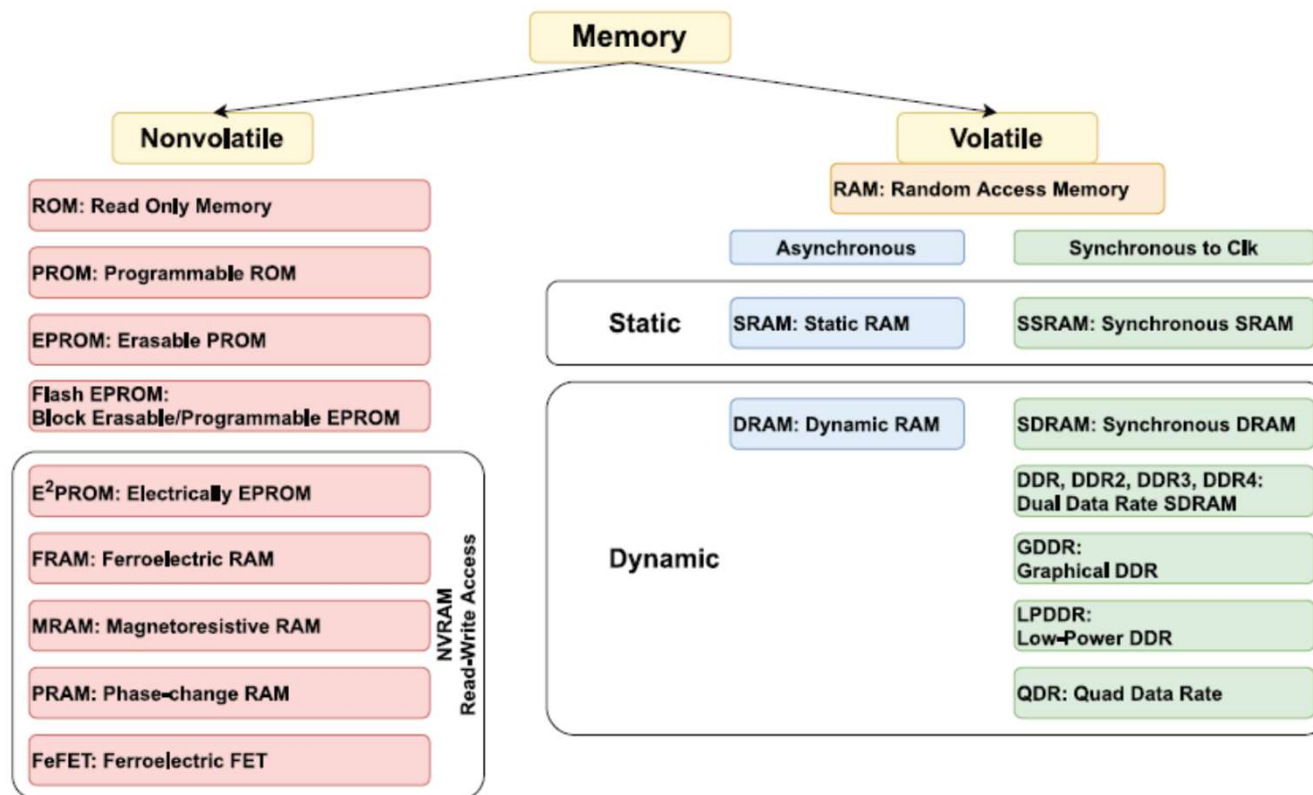 Memory
Nonvolatile
ROM: Read Only Memory
PROM: Programmable ROM
EPROM: Erasable PROM
Flash EPROM:
Block Erasable/Programmable EPROM
E²PROM: Electrically EPROM
FRAM: Ferroelectric RAM
MRAM: Magnetoresistive RAM
PRAM: Phase-change RAM
FeFET: Ferroelectric FET
NVRAM
Read-Write Access
Volatile
RAM: Random Access Memory
Asynchronous
Synchronous to Clk
Static
SRAM: Static RAM
SSRAM: Synchronous SRAM
Dynamic
DRAM: Dynamic RAM
SDRAM: Synchronous DRAM
DDR, DDR2, DDR3, DDR4:
Dual Data Rate SDRAM
GDDR:
Graphical DDR
LPDDR:
Low-Power DDR
QDR: Quad Data Rate